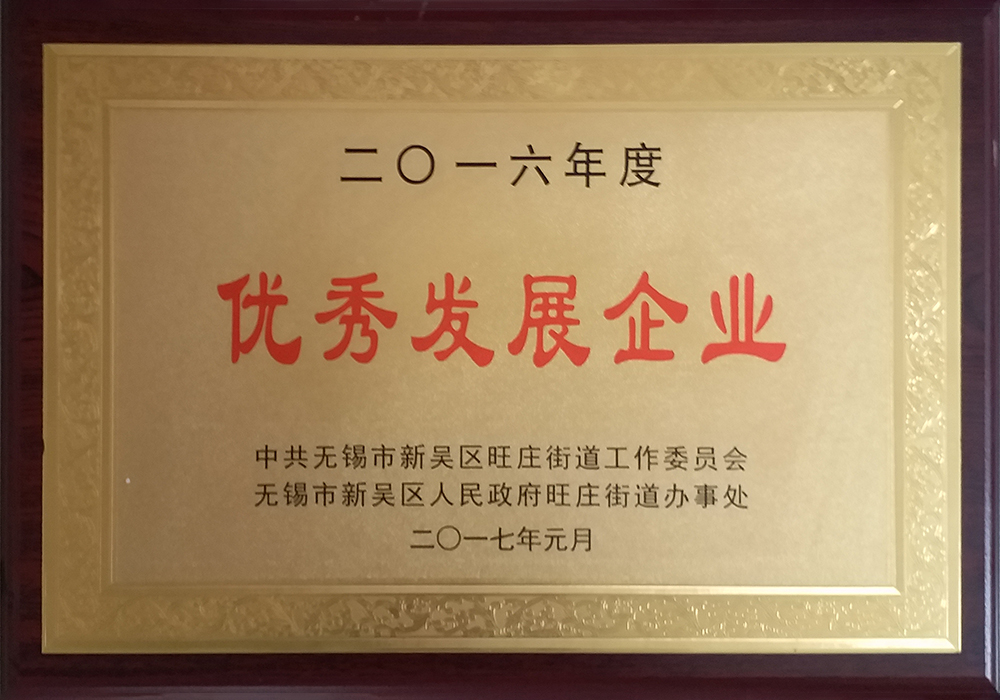 二〇一六年度
优秀发展企业
中共无锡市新吴区旺庄街道工作委员会
无锡市新吴区人民政府旺庄街道办事处
二〇一七年元月